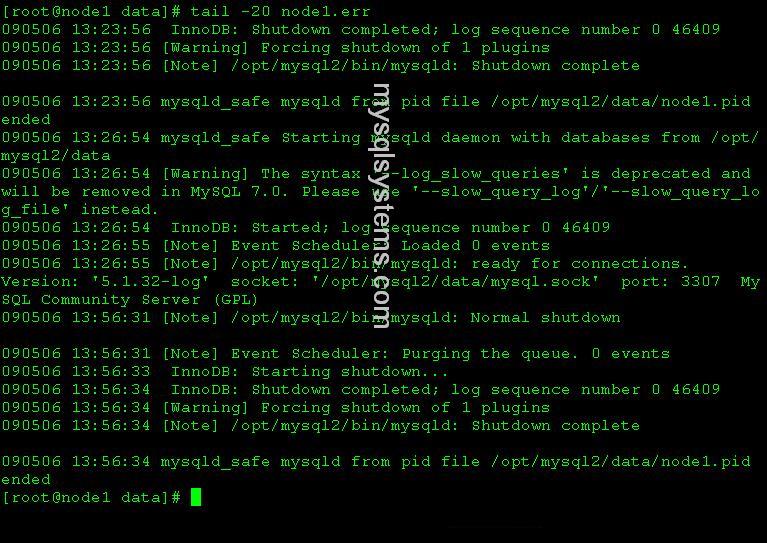 [root@node1 data]# tail -20 node1.err
090506 13:23:56  InnoDB: Shutdown completed; log sequence number 0 46409
090506 13:23:56 [Warning] Forcing shutdown of 1 plugins
090506 13:23:56 [Note] /opt/mysql2/bin/mysqld: Shutdown complete
090506 13:23:56 mysqld_safe mysqld from pid file /opt/mysql2/data/node1.pid
ended
090506 13:26:54 mysqld_safe Starting mysqld daemon with databases from /opt/
mysql2/data
090506 13:26:54 [Warning] The syntax '--log_slow_queries' is deprecated and
will be removed in MySQL 7.0. Please use '--slow_query_log'/'--slow_query_lo
g_file' instead.
090506 13:26:54  InnoDB: Started; log sequence number 0 46409
090506 13:26:55 [Note] Event Scheduler: Loaded 0 events
090506 13:26:55 [Note] /opt/mysql2/bin/mysqld: ready for connections.
Version: '5.1.32-log'  socket: '/opt/mysql2/data/mysql.sock'  port: 3307  My
SQL Community Server (GPL)
090506 13:56:31 [Note] /opt/mysql2/bin/mysqld: Normal shutdown
090506 13:56:31 [Note] Event Scheduler: Purging the queue. 0 events
090506 13:56:33  InnoDB: Starting shutdown...
090506 13:56:34  InnoDB: Shutdown completed; log sequence number 0 46409
090506 13:56:34 [Warning] Forcing shutdown of 1 plugins
090506 13:56:34 [Note] /opt/mysql2/bin/mysqld: Shutdown complete
090506 13:56:34 mysqld_safe mysqld from pid file /opt/mysql2/data/node1.pid
ended
[root@node1 data]#
mysqlsystems.com